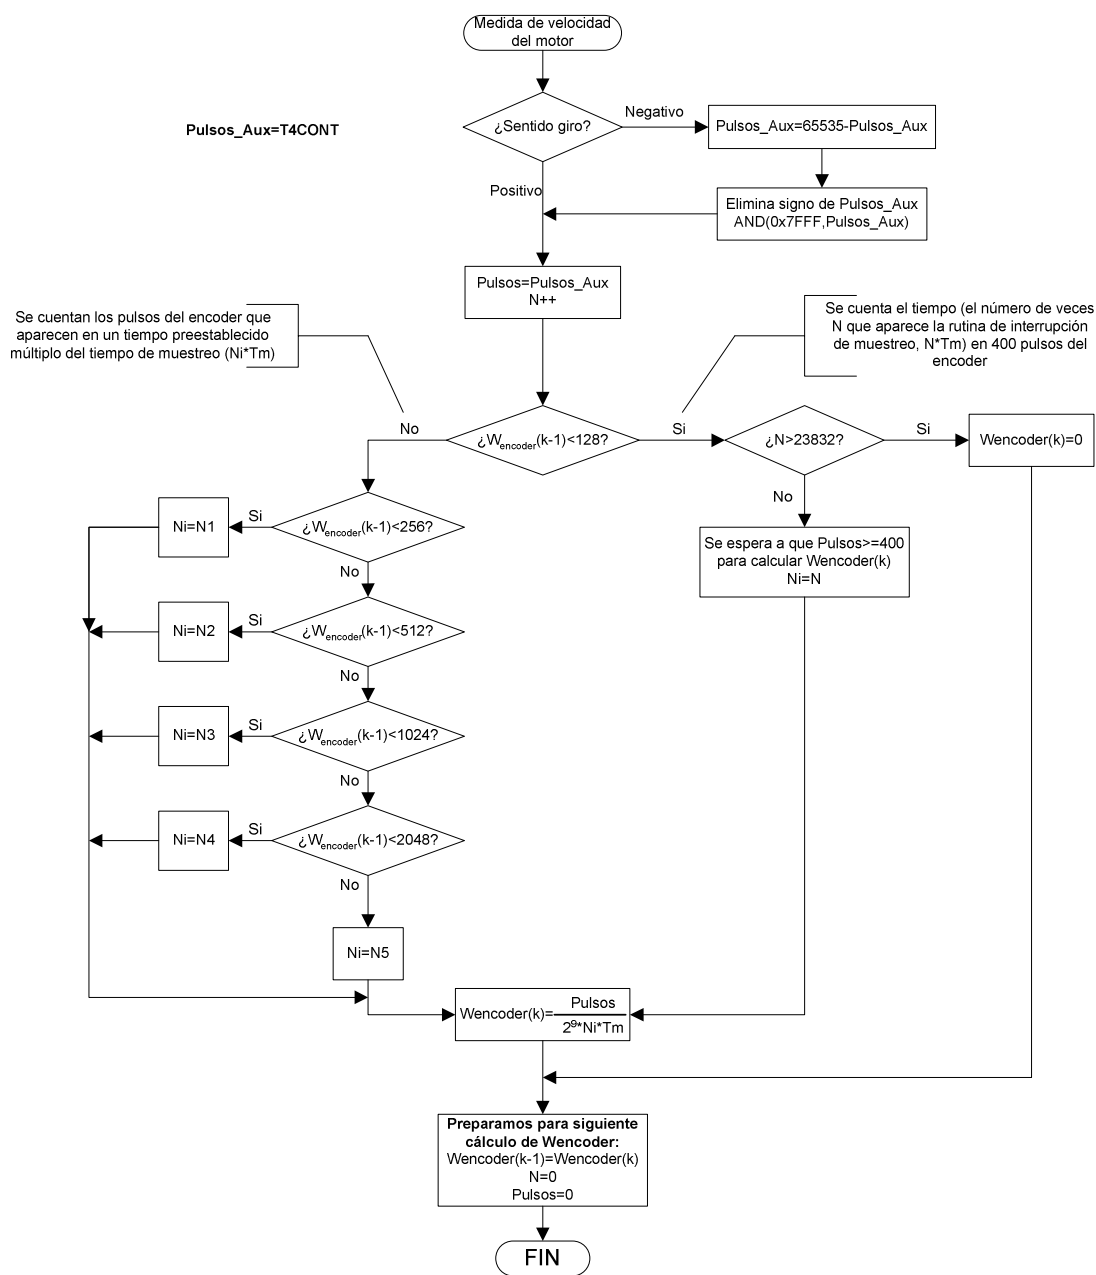 Medida de velocidad
del motor
Pulsos_Aux=T4CONT
¿Sentido giro?
Negativo
Pulsos_Aux=65535-Pulsos_Aux
Positivo
Elimina signo de Pulsos_Aux
AND(0x7FFF,Pulsos_Aux)
Pulsos=Pulsos_Aux
N++
Se cuentan los pulsos del encoder que
aparecen en un tiempo preestablecido
múltiplo del tiempo de muestreo (Ni*Tm)
Se cuenta el tiempo (el número de veces
N que aparece la rutina de interrupción
de muestreo, N*Tm) en 400 pulsos del
encoder
No
¿Wencoder(k-1)<128?
Si
¿N>23832?
Si
Wencoder(k)=0
No
Se espera a que Pulsos>=400
para calcular Wencoder(k)
Ni=N
Ni=N1
Si
¿Wencoder(k-1)<256?
No
Ni=N2
Si
¿Wencoder(k-1)<512?
No
Ni=N3
Si
¿Wencoder(k-1)<1024?
No
Ni=N4
Si
¿Wencoder(k-1)<2048?
No
Ni=N5
Pulsos
Wencoder(k)=
2⁹*Ni*Tm
Preparamos para siguiente
cálculo de Wencoder:
Wencoder(k-1)=Wencoder(k)
N=0
Pulsos=0
FIN